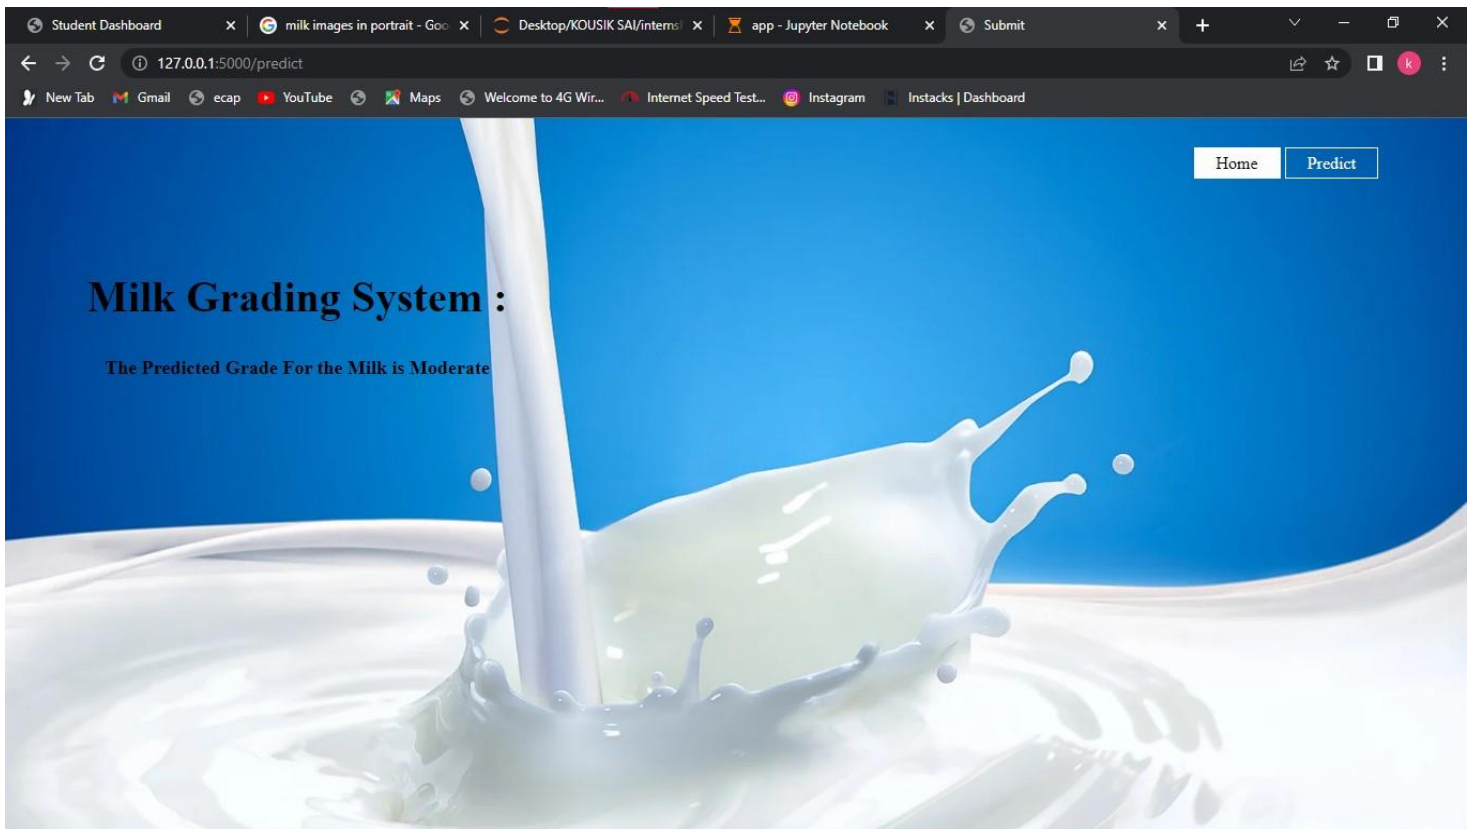 Student Dashboard
milk images in portrait - Goo
Desktop/KOUSIK SAI/interns
app - Jupyter Notebook
Submit
127.0.0.1:5000/predict
k
New Tab
Gmail
ecap
YouTube
Maps
Welcome to 4G Wir...
Internet Speed Test...
Instagram
Instacks | Dashboard
Home
Predict
Milk Grading System :
The Predicted Grade For the Milk is Moderate